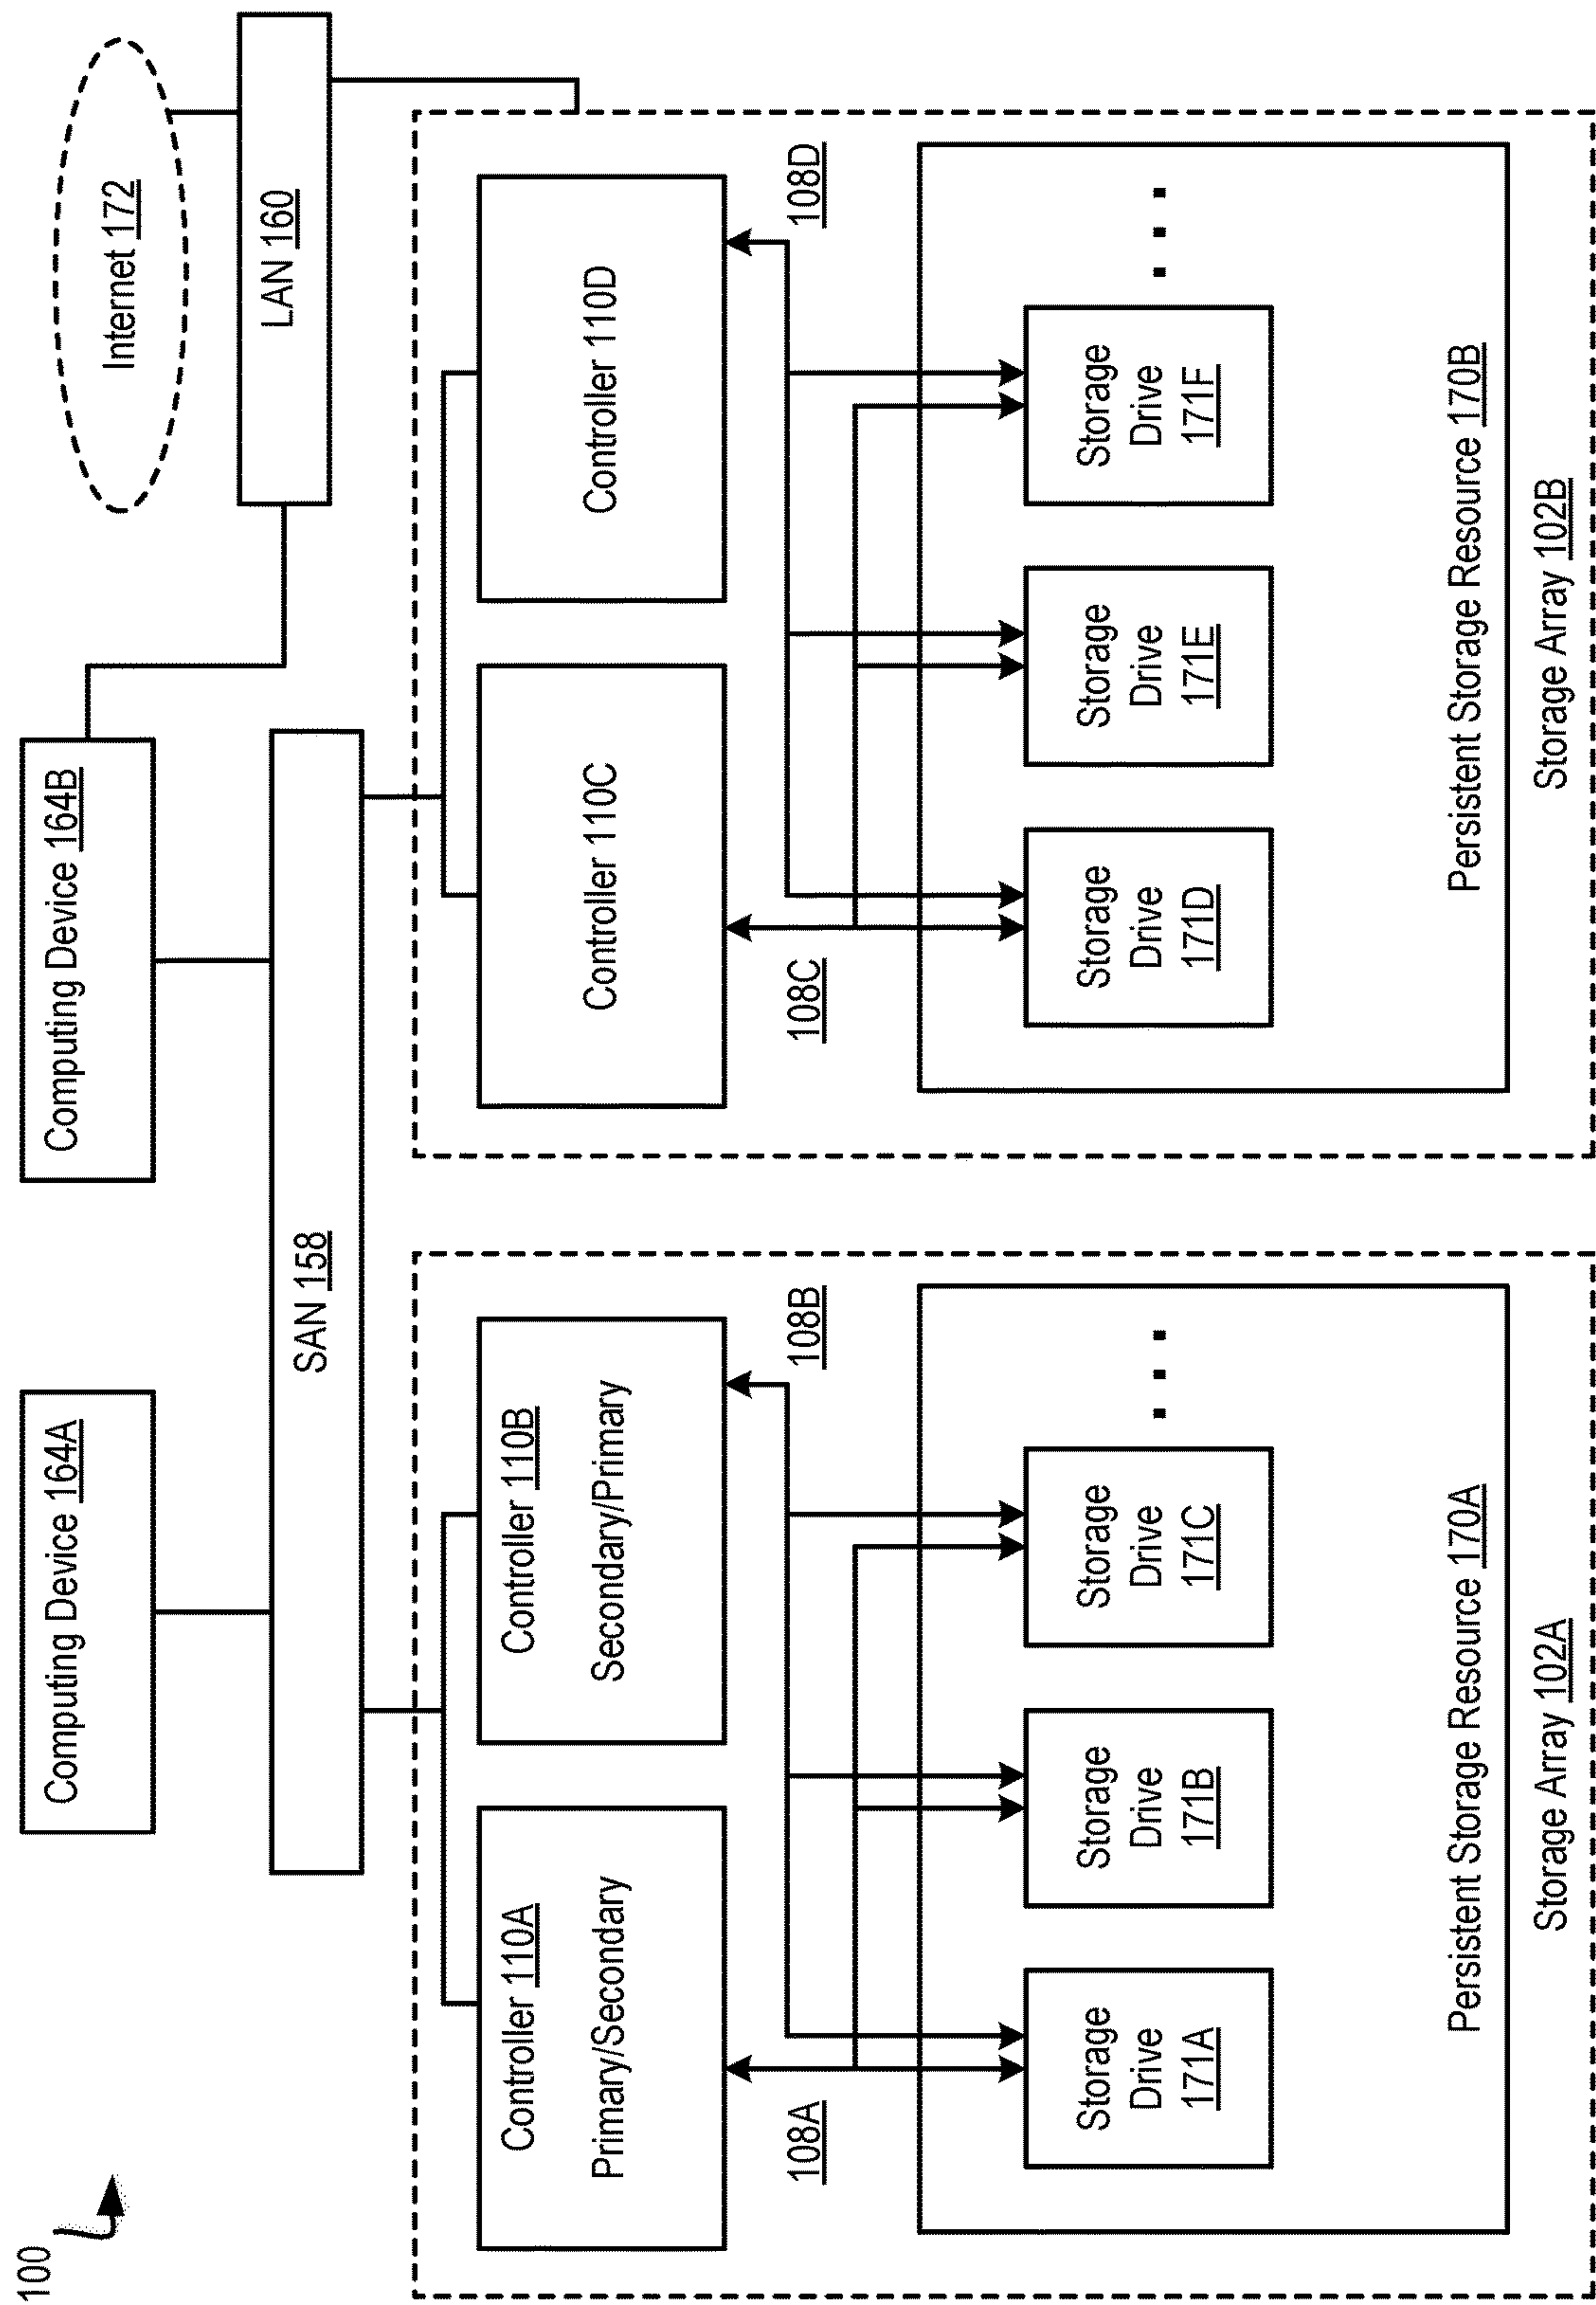 100
Computing Device 164A
Computing Device 164B
Internet 172
SAN 158
LAN 160
Controller 110A
Primary/Secondary
Controller 110B
Secondary/Primary
Controller 110C
Controller 110D
108A
108B
108C
108D
Storage
Drive
171A
Storage
Drive
171B
Storage
Drive
171C
Storage
Drive
171D
Storage
Drive
171E
Storage
Drive
171F
Persistent Storage Resource 170A
Persistent Storage Resource 170B
Storage Array 102A
Storage Array 102B